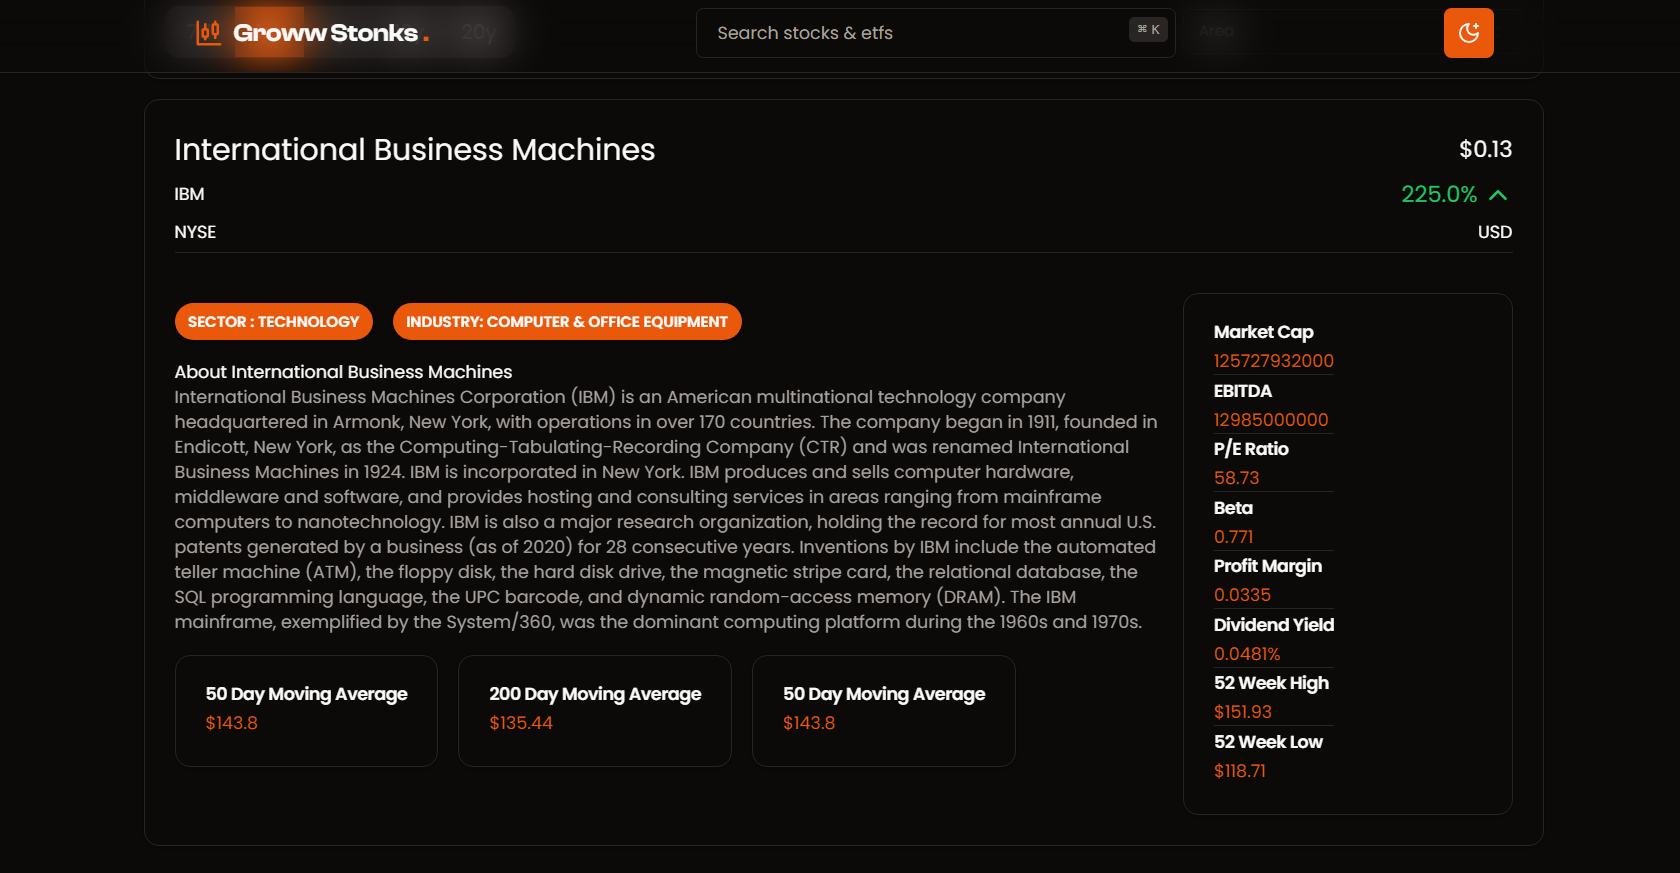 Groww Stonks .
20y
Search stocks & etfs
⌘ K
Area
International Business Machines
$0.13
IBM
225.0%
NYSE
USD
SECTOR : TECHNOLOGY
INDUSTRY: COMPUTER & OFFICE EQUIPMENT
About International Business Machines
International Business Machines Corporation (IBM) is an American multinational technology company
headquartered in Armonk, New York, with operations in over 170 countries. The company began in 1911, founded in
Endicott, New York, as the Computing-Tabulating-Recording Company (CTR) and was renamed International
Business Machines in 1924. IBM is incorporated in New York. IBM produces and sells computer hardware,
middleware and software, and provides hosting and consulting services in areas ranging from mainframe
computers to nanotechnology. IBM is also a major research organization, holding the record for most annual U.S.
patents generated by a business (as of 2020) for 28 consecutive years. Inventions by IBM include the automated
teller machine (ATM), the floppy disk, the hard disk drive, the magnetic stripe card, the relational database, the
SQL programming language, the UPC barcode, and dynamic random-access memory (DRAM). The IBM
mainframe, exemplified by the System/360, was the dominant computing platform during the 1960s and 1970s.
50 Day Moving Average
$143.8
200 Day Moving Average
$135.44
50 Day Moving Average
$143.8
Market Cap
125727932000
EBITDA
12985000000
P/E Ratio
58.73
Beta
0.771
Profit Margin
0.0335
Dividend Yield
0.0481%
52 Week High
$151.93
52 Week Low
$118.71